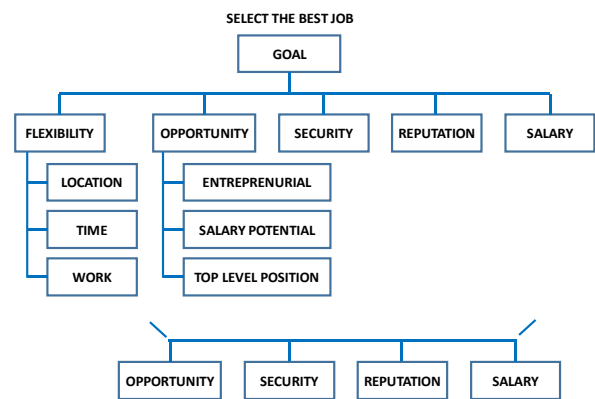 SELECT THE BEST JOB
GOAL
FLEXIBILITY
OPPORTUNITY
SECURITY
REPUTATION
SALARY
LOCATION
ENTREPRENURIAL
TIME
SALARY POTENTIAL
WORK
TOP LEVEL POSITION
OPPORTUNITY
SECURITY
REPUTATION
SALARY